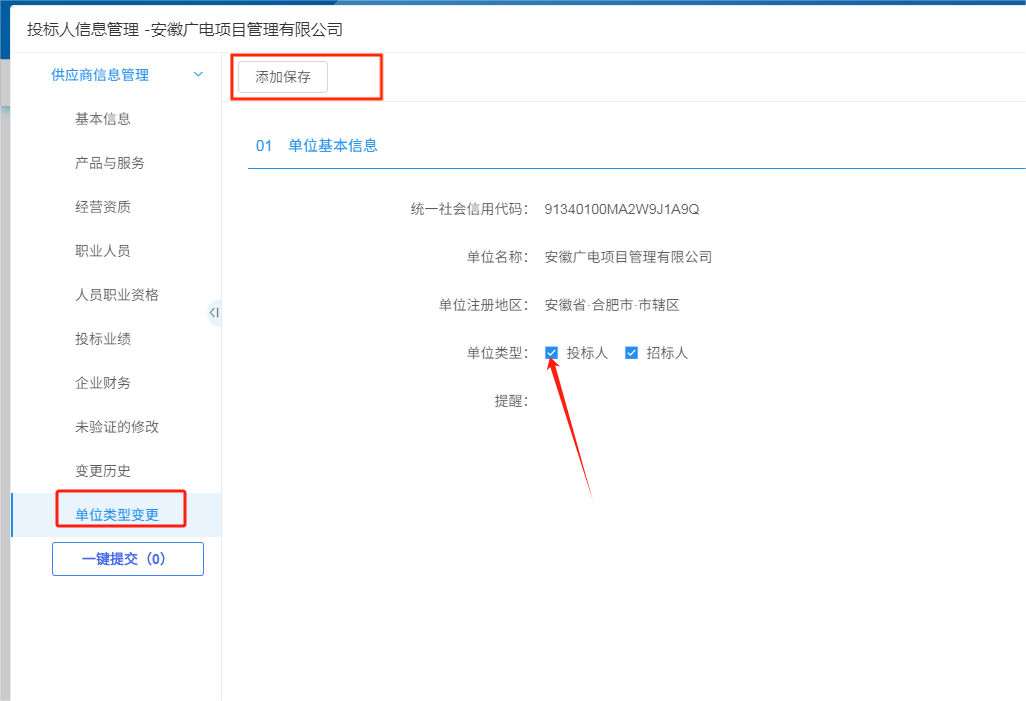 投标人信息管理 -安徽广电项目管理有限公司
供应商信息管理
基本信息
产品与服务
经营资质
职业人员
人员职业资格
投标业绩
企业财务
未验证的修改
变更历史
单位类型变更
一键提交（0）
添加保存
01 单位基本信息
统一社会信用代码： 91340100MA2W9J1A9Q
单位名称： 安徽广电项目管理有限公司
单位注册地区： 安徽省·合肥市·市辖区
单位类型： 投标人 招标人
提醒：